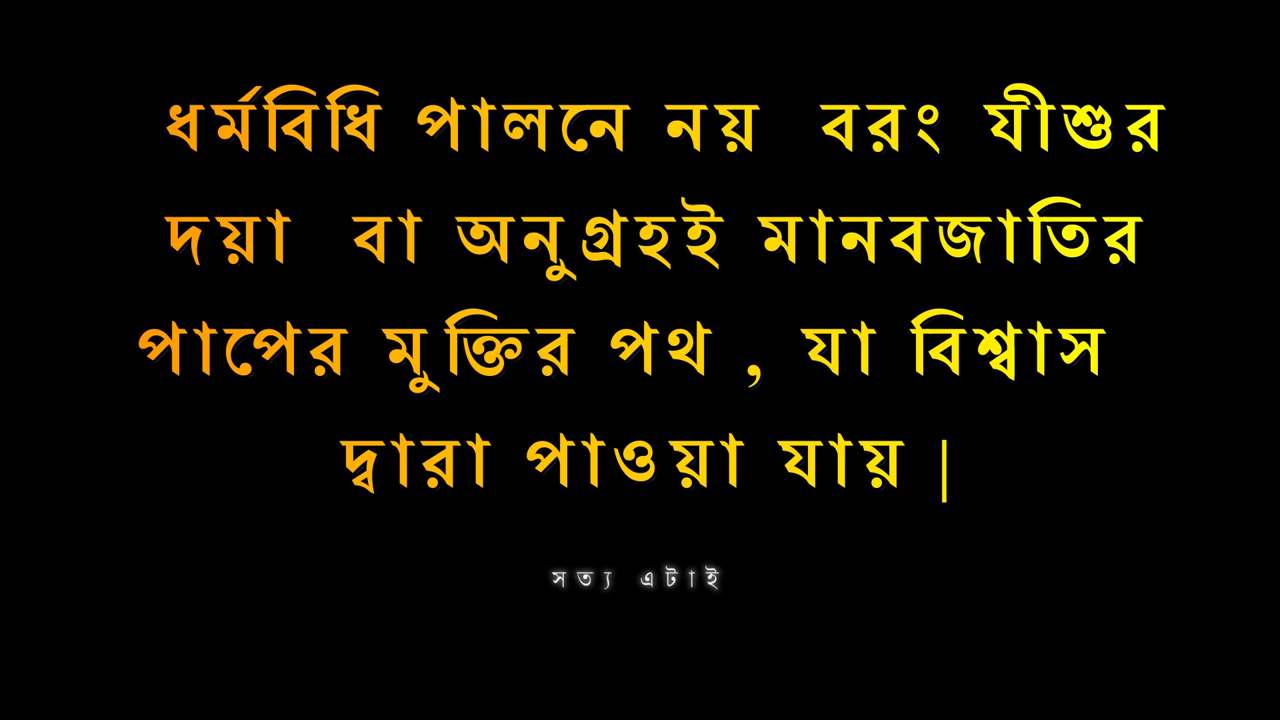 ধর্মবিধি পালনে নয় বরং যীশুর
দয়া বা অনুগ্রহই মানবজাতির
পাপের মুক্তির পথ , যা বিশ্বাস
দ্বারা পাওয়া যায় |
সত্য এটাই